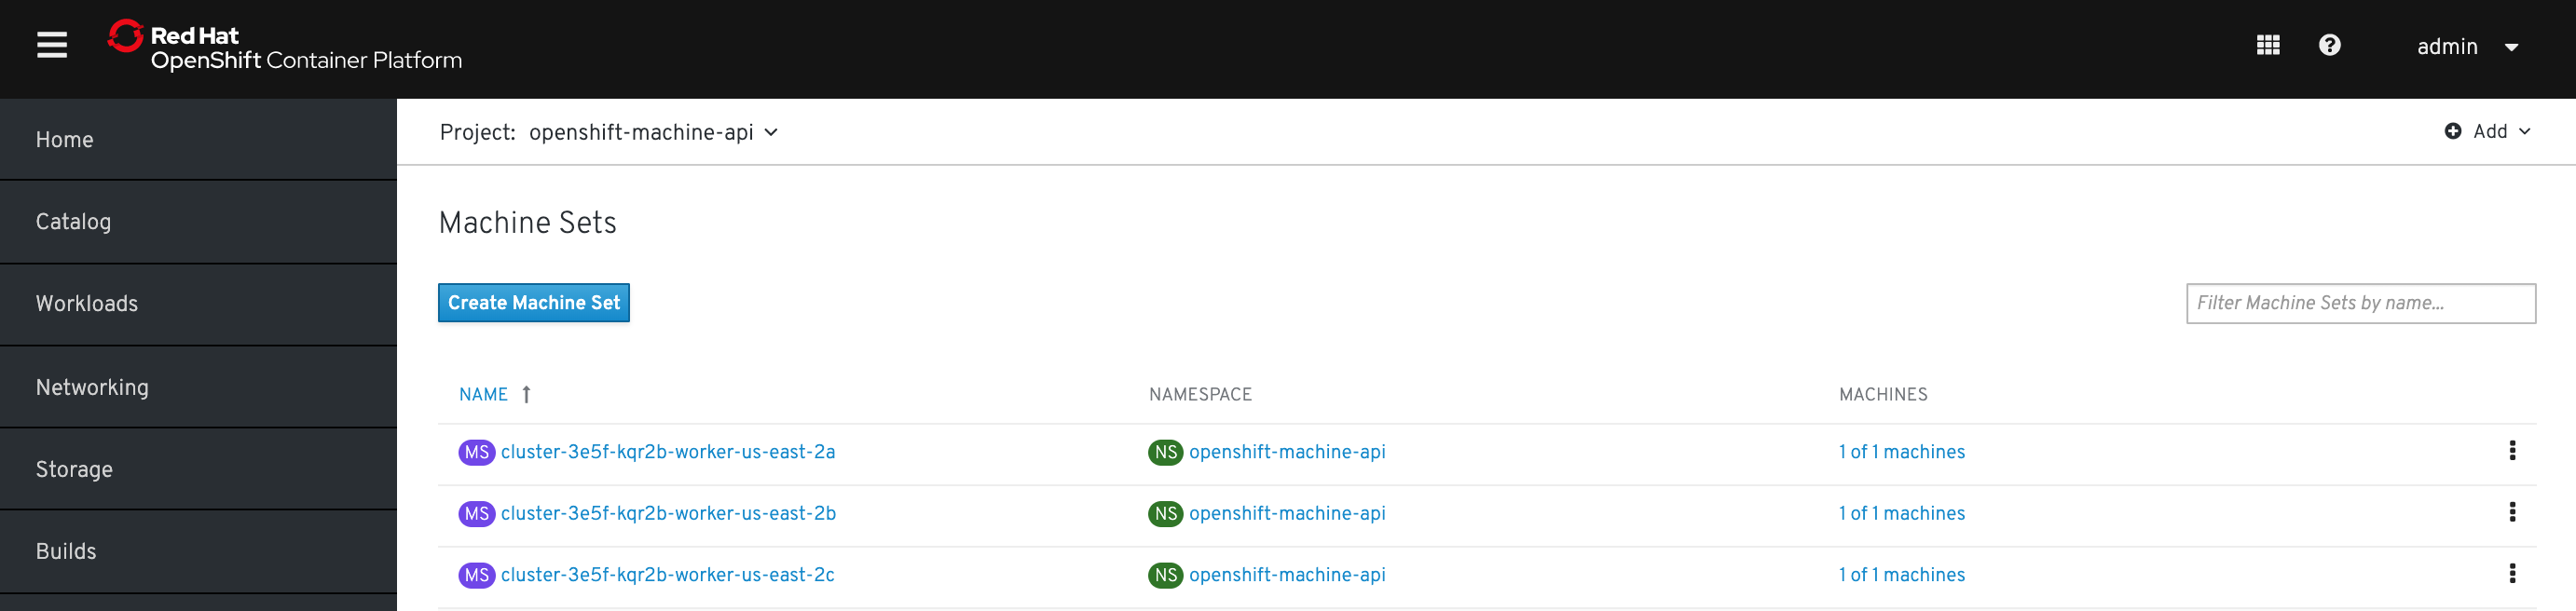 Red Hat
OpenShift Container Platform
admin
Home
Catalog
Workloads
Networking
Storage
Builds
Project: openshift-machine-api
Add
Machine Sets
Create Machine Set
Filter Machine Sets by name...
NAME NAMESPACE MACHINES
MS cluster-3e5f-kqr2b-worker-us-east-2a NS openshift-machine-api 1 of 1 machines
MS cluster-3e5f-kqr2b-worker-us-east-2b NS openshift-machine-api 1 of 1 machines
MS cluster-3e5f-kqr2b-worker-us-east-2c NS openshift-machine-api 1 of 1 machines